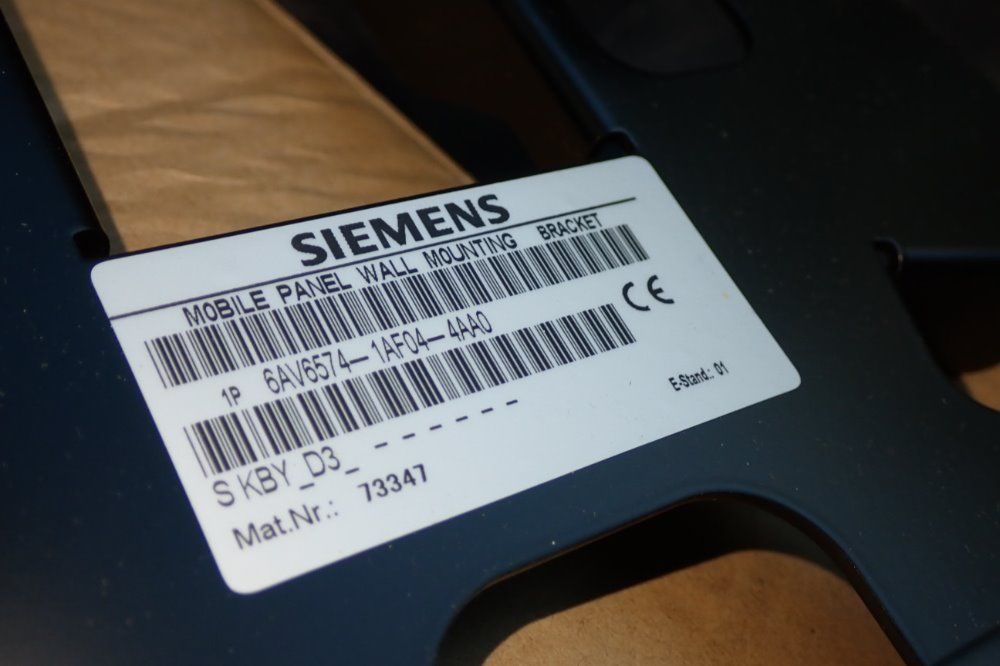 SIEMENS
MOBILE PANEL WALL MOUNTING BRACKET
1P 6AV6574-1AF04-4AA0
CE
S KBY_D3_ - - - - - -
E-Stand.: 01
Mat.Nr.: 73347